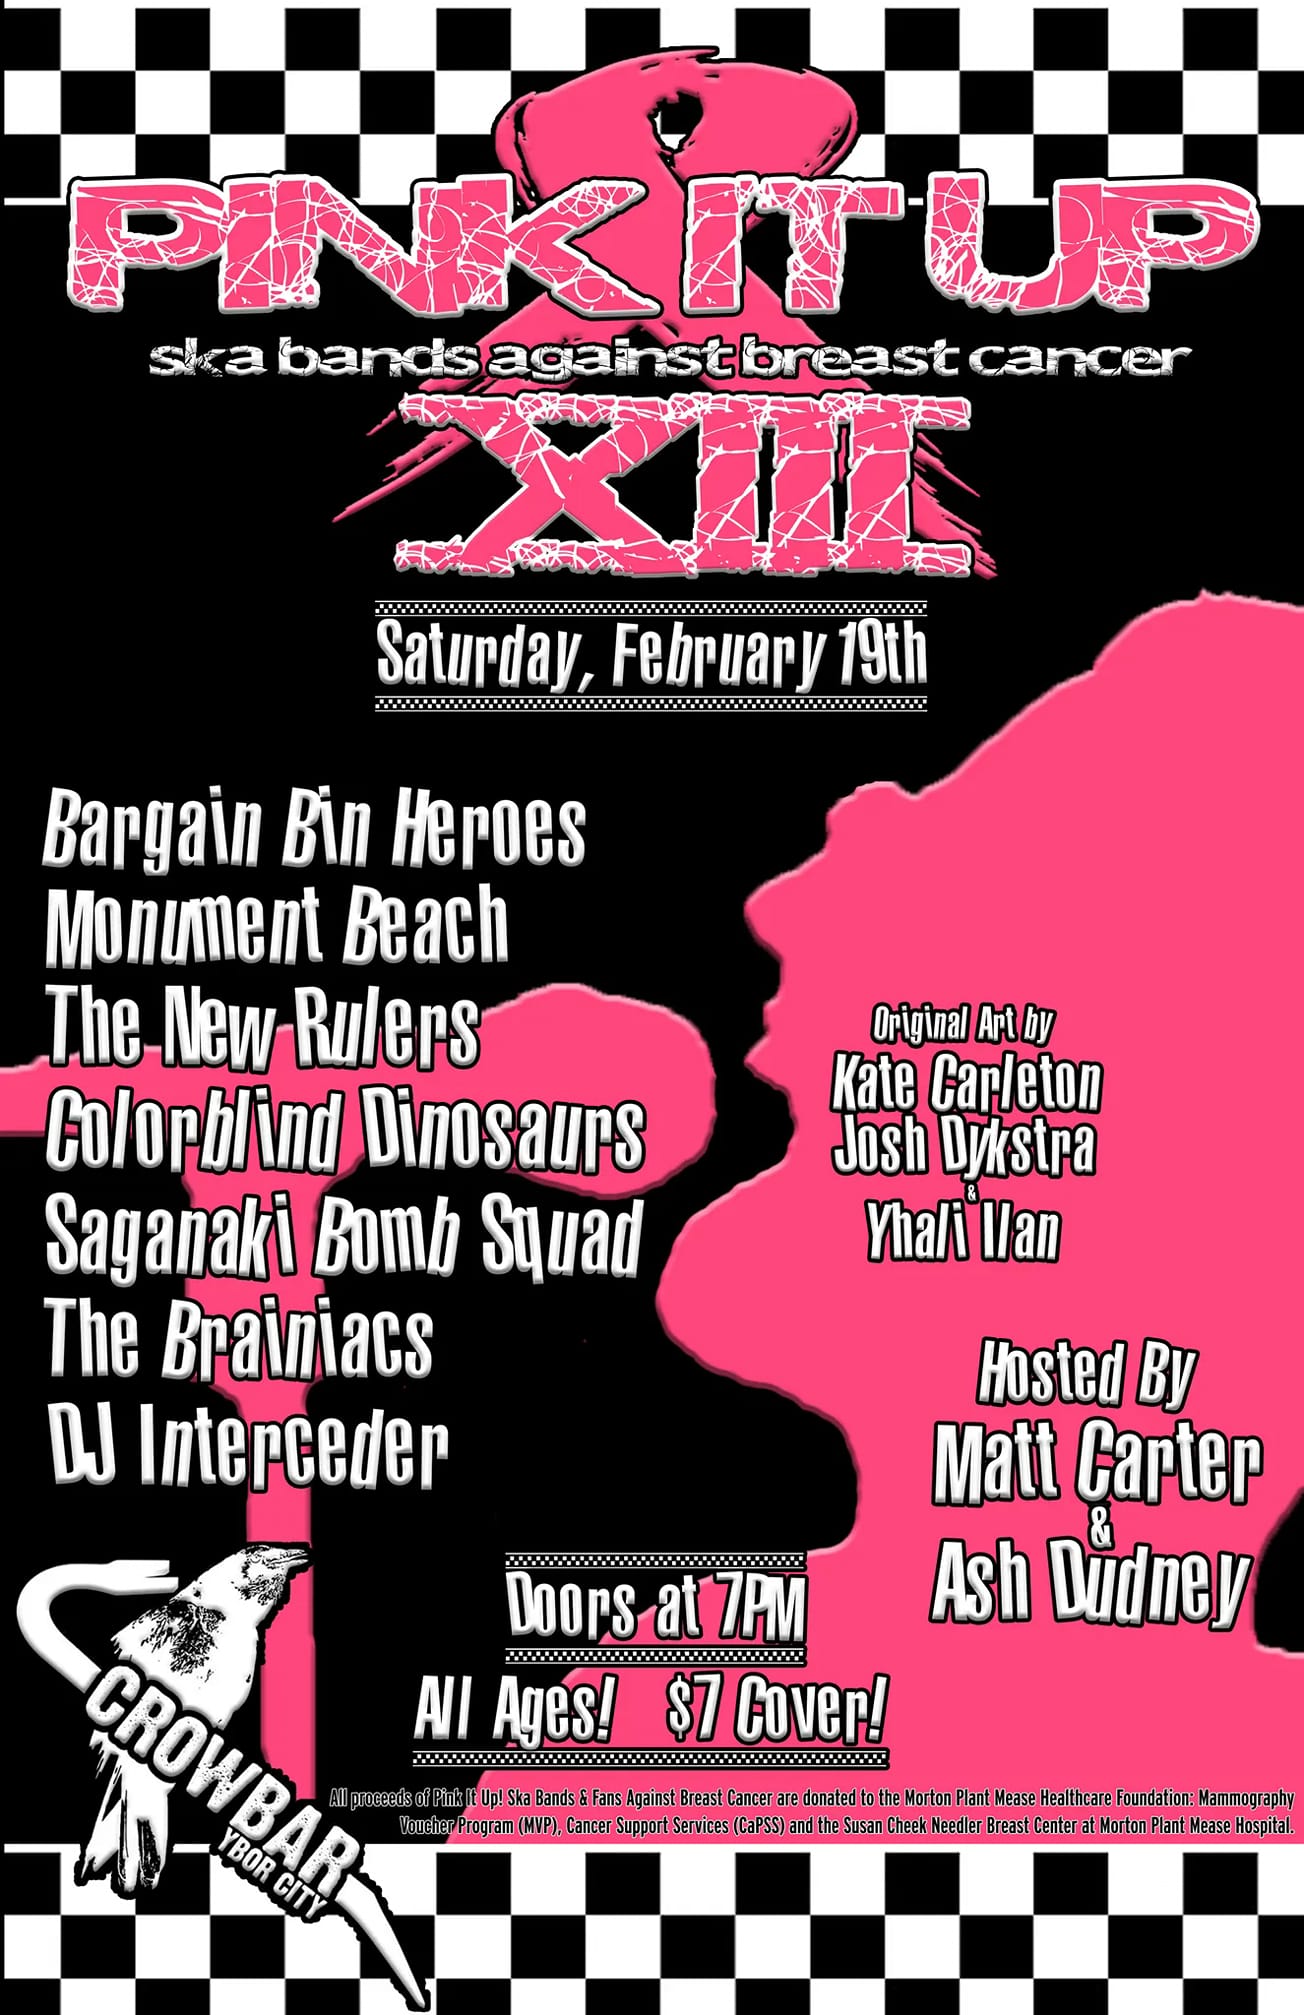 PINK IT UP
ska bands against breast cancer
XIII
Saturday, February 19th
Bargain Bin Heroes
Monument Beach
The New Rulers
Colorblind Dinosaurs
Saganaki Bomb Squad
The Brainiacs
DJ Interceder
Original Art by
Kate Carleton
Josh Dykstra
&
Yhali Ilan
Hosted By
Matt Carter
&
Ash Dudney
Doors at 7PM
All Ages! $7 Cover!
CROWBAR
YBOR CITY
All proceeds of Pink It Up! Ska Bands & Fans Against Breast Cancer are donated to the Morton Plant Mease Healthcare Foundation: Mammography
Voucher Program (MVP), Cancer Support Services (CaPSS) and the Susan Cheek Needler Breast Center at Morton Plant Mease Hospital.